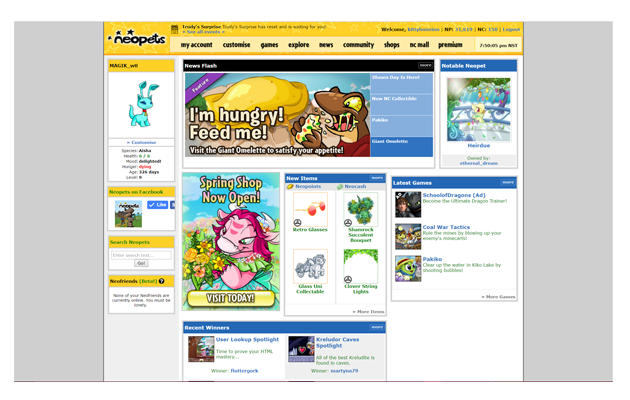 neopets
Trudy's Surprise Trudy's Surprise has reset and is waiting for you!
» See all events «
Welcome, kittyliminion | NP: | NC: 150 | Logout
my account customise games explore news community shops nc mall premium
7:50:05 pm NST
MAGIK_wtl
» Customise
Species: Aisha
Health: 6 / 6
Mood: delighted!
Hunger: dying
Age: 326 days
Level: 9
Neopets on Facebook
Like
Search Neopets
Enter search text...
Go!
Neofriends (Beta!)
None of your Neofriends are
currently online. You must be
lonely.
News Flash
more
Feature
I'm hungry!
Feed me!
Visit the Giant Omelette to satisfy your appetite!
Shenn Day Is Here!
New NC Collectible
Pakiko
Giant Omelette
Notable Neopet
Heirdue
Owned by:
ethernal_dream
Spring Shop
Now Open!
VISIT TODAY!
New Items
more
Neopoints
Neocash
Retro Glasses
Shamrock
Succulent
Bouquet
Glass Uni
Collectable
Clover String
Lights
» More Items
Latest Games
more
SchoolofDragons (Ad)
Become the Ultimate Dragon Trainer!
Coal War Tactics
Rule the mines by blowing up your
enemy's minecarts!
Pakiko
Clear up the water in Kiko Lake by
shooting bubbles!
» More Games
Recent Winners
more
User Lookup Spotlight
Time to prove your HTML
mastery...
Winner: fluttergork
Kreludor Caves
Spotlight
All of the best Kreludite is
found in caves.
Winner: martyna79